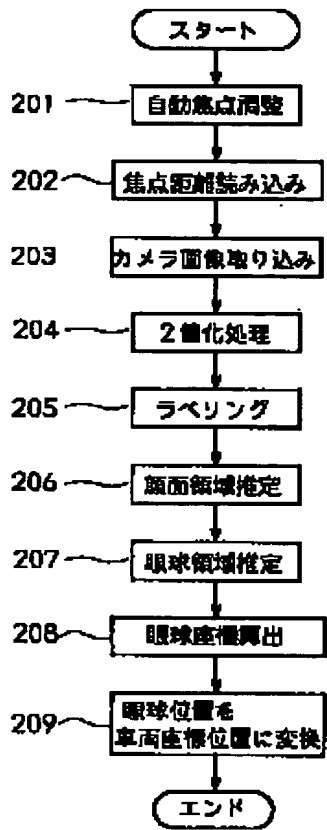 スタート
201 自動焦点調整
202 焦点距離読み込み
203 カメラ画像取り込み
204 2値化処理
205 ラベリング
206 顔面領域推定
207 眼球領域推定
208 眼球座標算出
209 眼球位置を
車両座標位置に変換
エンド